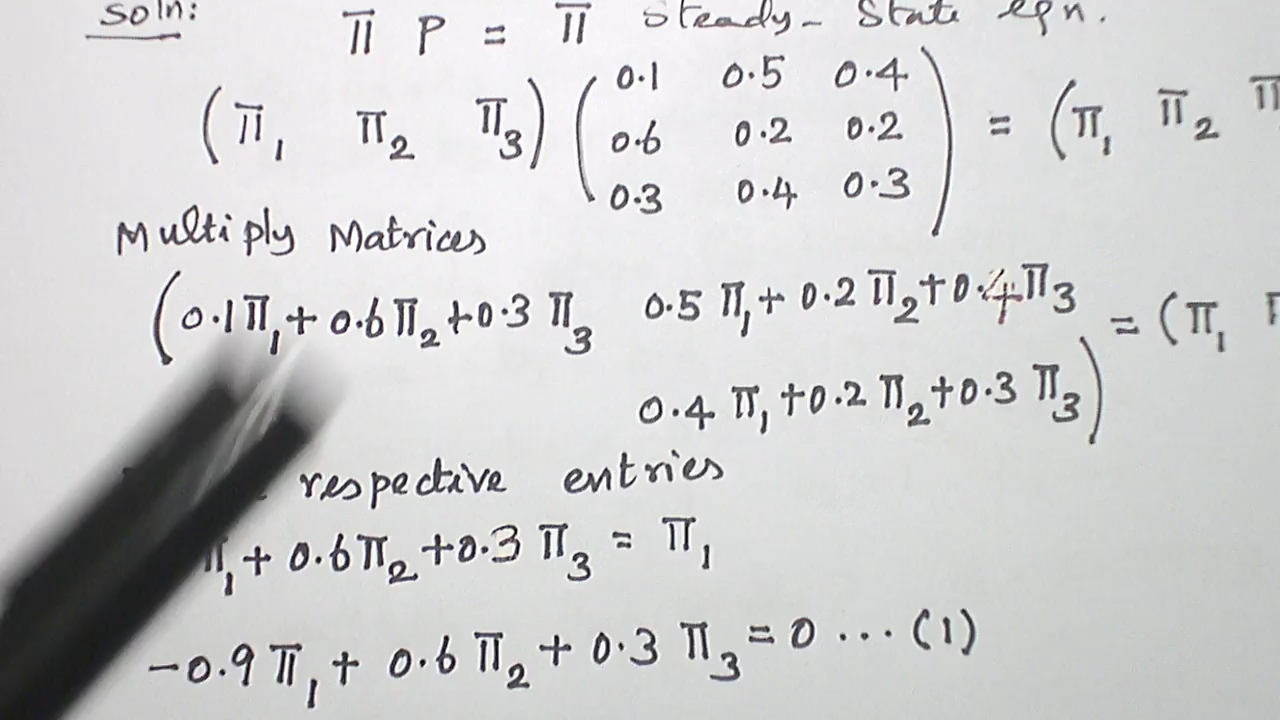 Soln: π P = π Steady-State eqn.
(π₁ π₂ π₃) ( 0.1 0.5 0.4
0.6 0.2 0.2
0.3 0.4 0.3 ) = (π₁ π₂ π
Multiply Matrices
(0.1π₁+0.6π₂+0.3π₃ 0.5π₁+0.2π₂+0.4π₃
0.4π₁+0.2π₂+0.3π₃) = (π₁
respective entries
π₁+0.6π₂+0.3π₃ = π₁
-0.9π₁+0.6π₂+0.3π₃=0 ... (1)